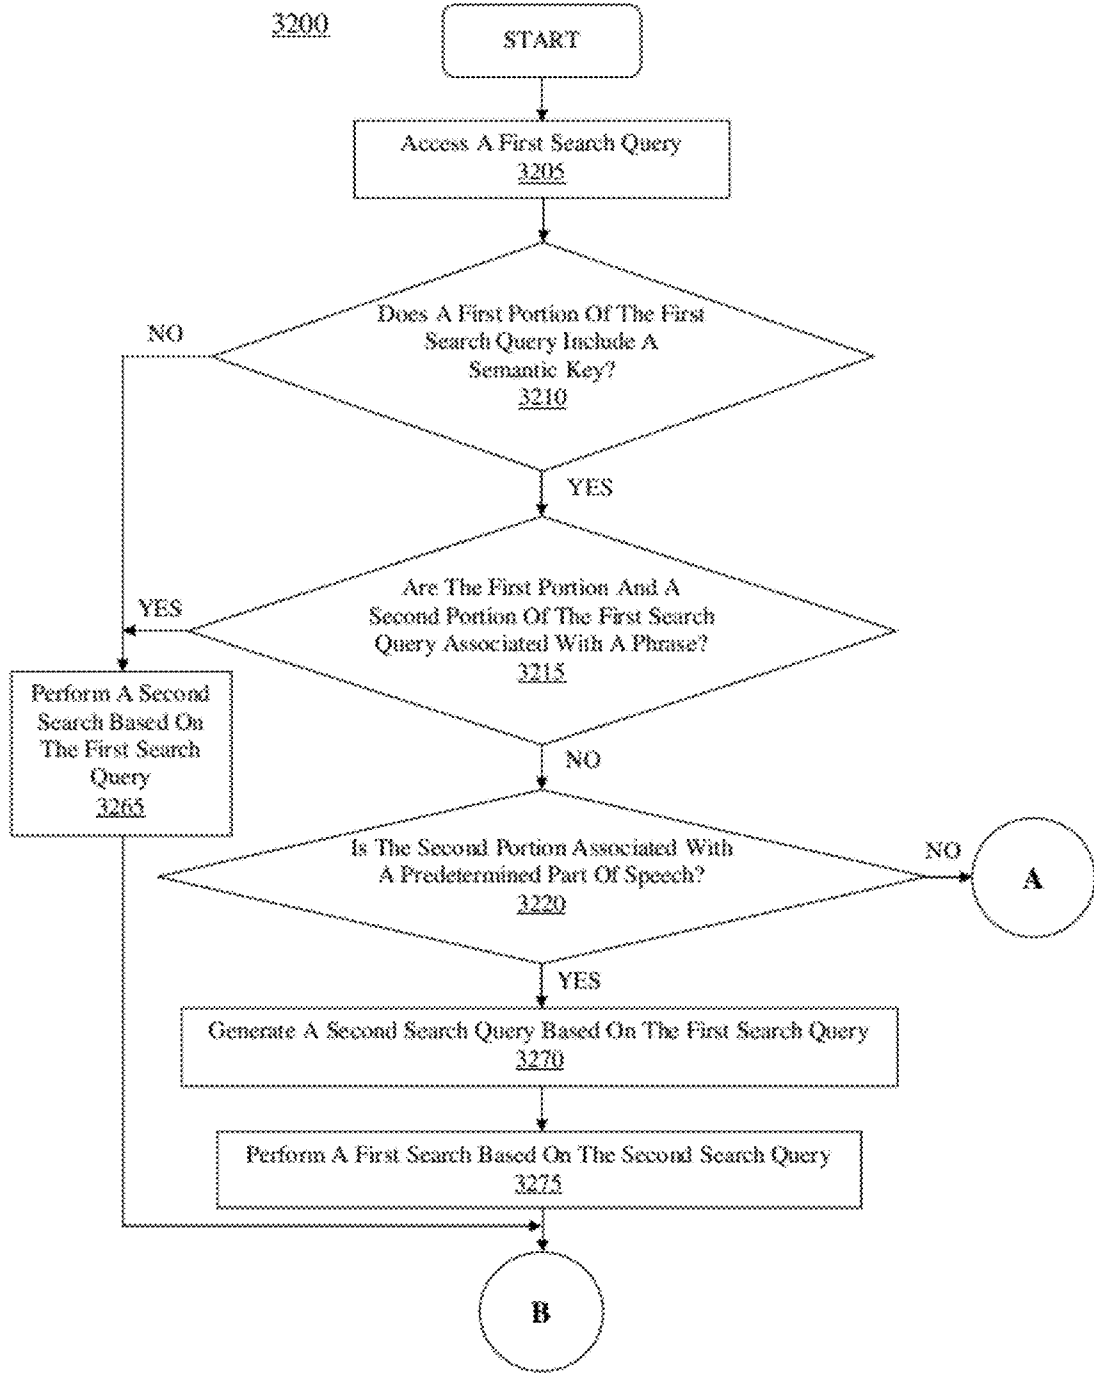 3200
START
Access A First Search Query
3205
Does A First Portion Of The First
Search Query Include A
Semantic Key?
3210
NO
YES
Are The First Portion And A
Second Portion Of The First Search
Query Associated With A Phrase?
3215
YES
NO
Perform A Second
Search Based On
The First Search
Query
3265
Is The Second Portion Associated With
A Predetermined Part Of Speech?
3220
NO
A
YES
Generate A Second Search Query Based On The First Search Query
3270
Perform A First Search Based On The Second Search Query
3275
B